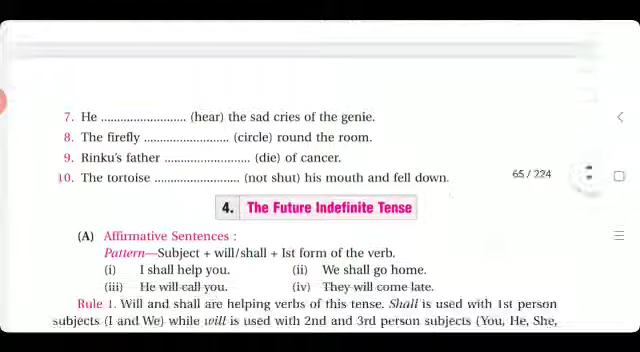 7. He .......................... (hear) the sad cries of the genie.
8. The firefly .......................... (circle) round the room.
9. Rinku's father .......................... (die) of cancer.
10. The tortoise .......................... (not shut) his mouth and fell down.
65 / 224
4. The Future Indefinite Tense
(A) Affirmative Sentences :
Pattern—Subject + will/shall + Ist form of the verb.
(i) I shall help you. (ii) We shall go home.
(iii) He will call you. (iv) They will come late.
Rule 1. Will and shall are helping verbs of this tense. Shall is used with 1st person
subjects (I and We) while will is used with 2nd and 3rd person subjects (You, He, She,